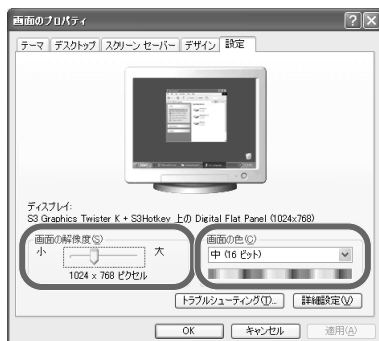 画面のプロパティ
テーマ デスクトップ スクリーン セーバー デザイン 設定
ディスプレイ:
S3 Graphics Twister K + S3Hotkey 上の Digital Flat Panel (1024x768)
画面の解像度(S)
小 大
1024 x 768 ピクセル
画面の色(C)
中 (16 ビット)
トラブルシューティング(T)... 詳細設定(V)
OK キャンセル 適用(A)